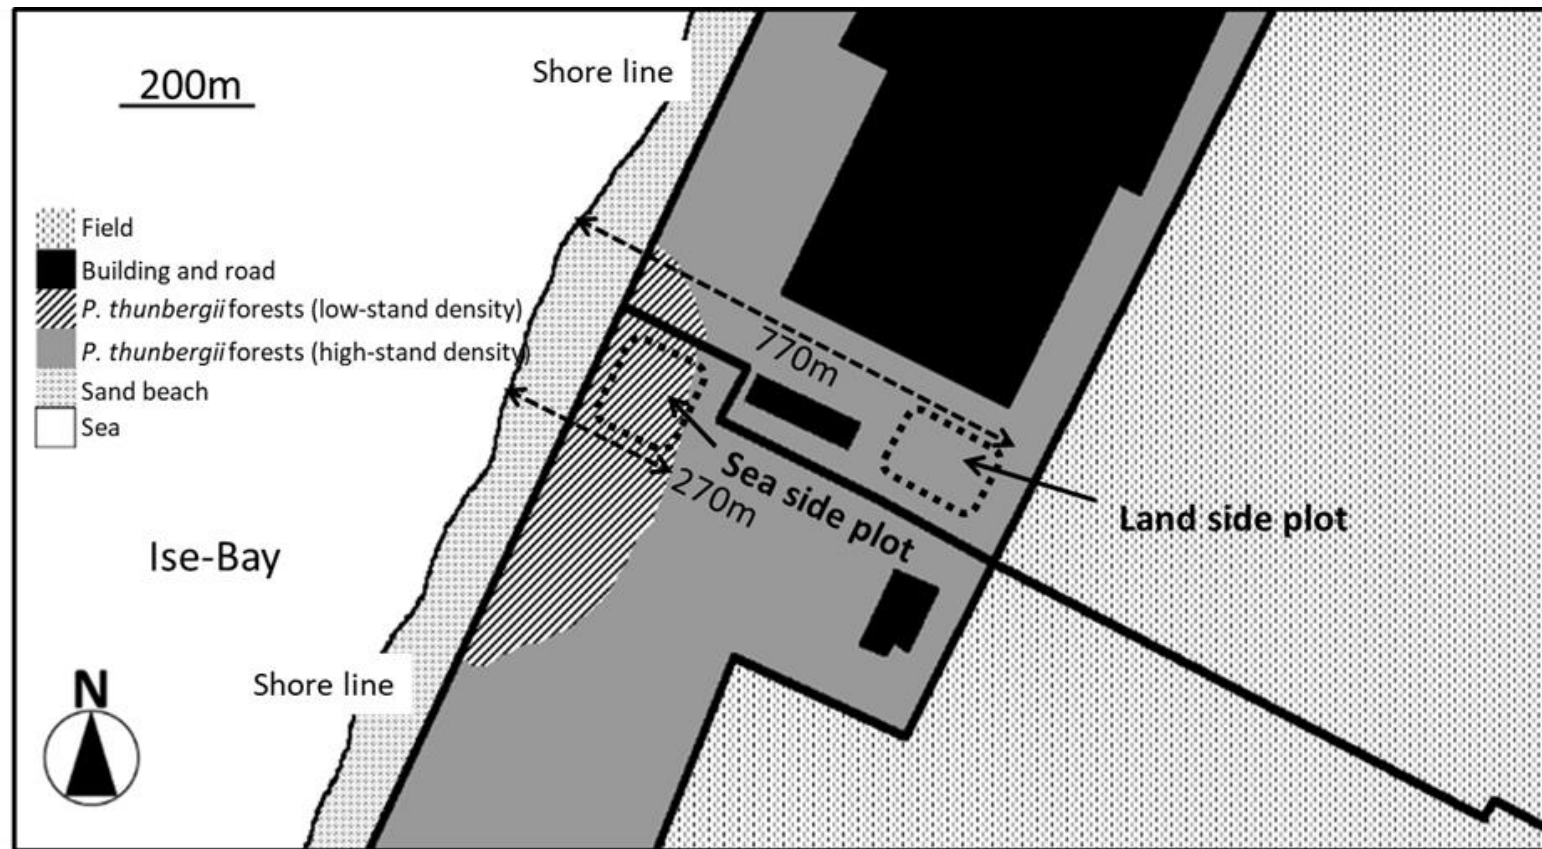 Shore line
200m
Field
Building and road
P. thunbergii forests (low-stand density)
P. thunbergii forests (high-stand density)
Sand beach
Sea
770m
270m
Sea side plot
Land side plot
Ise-Bay
Shore line
N